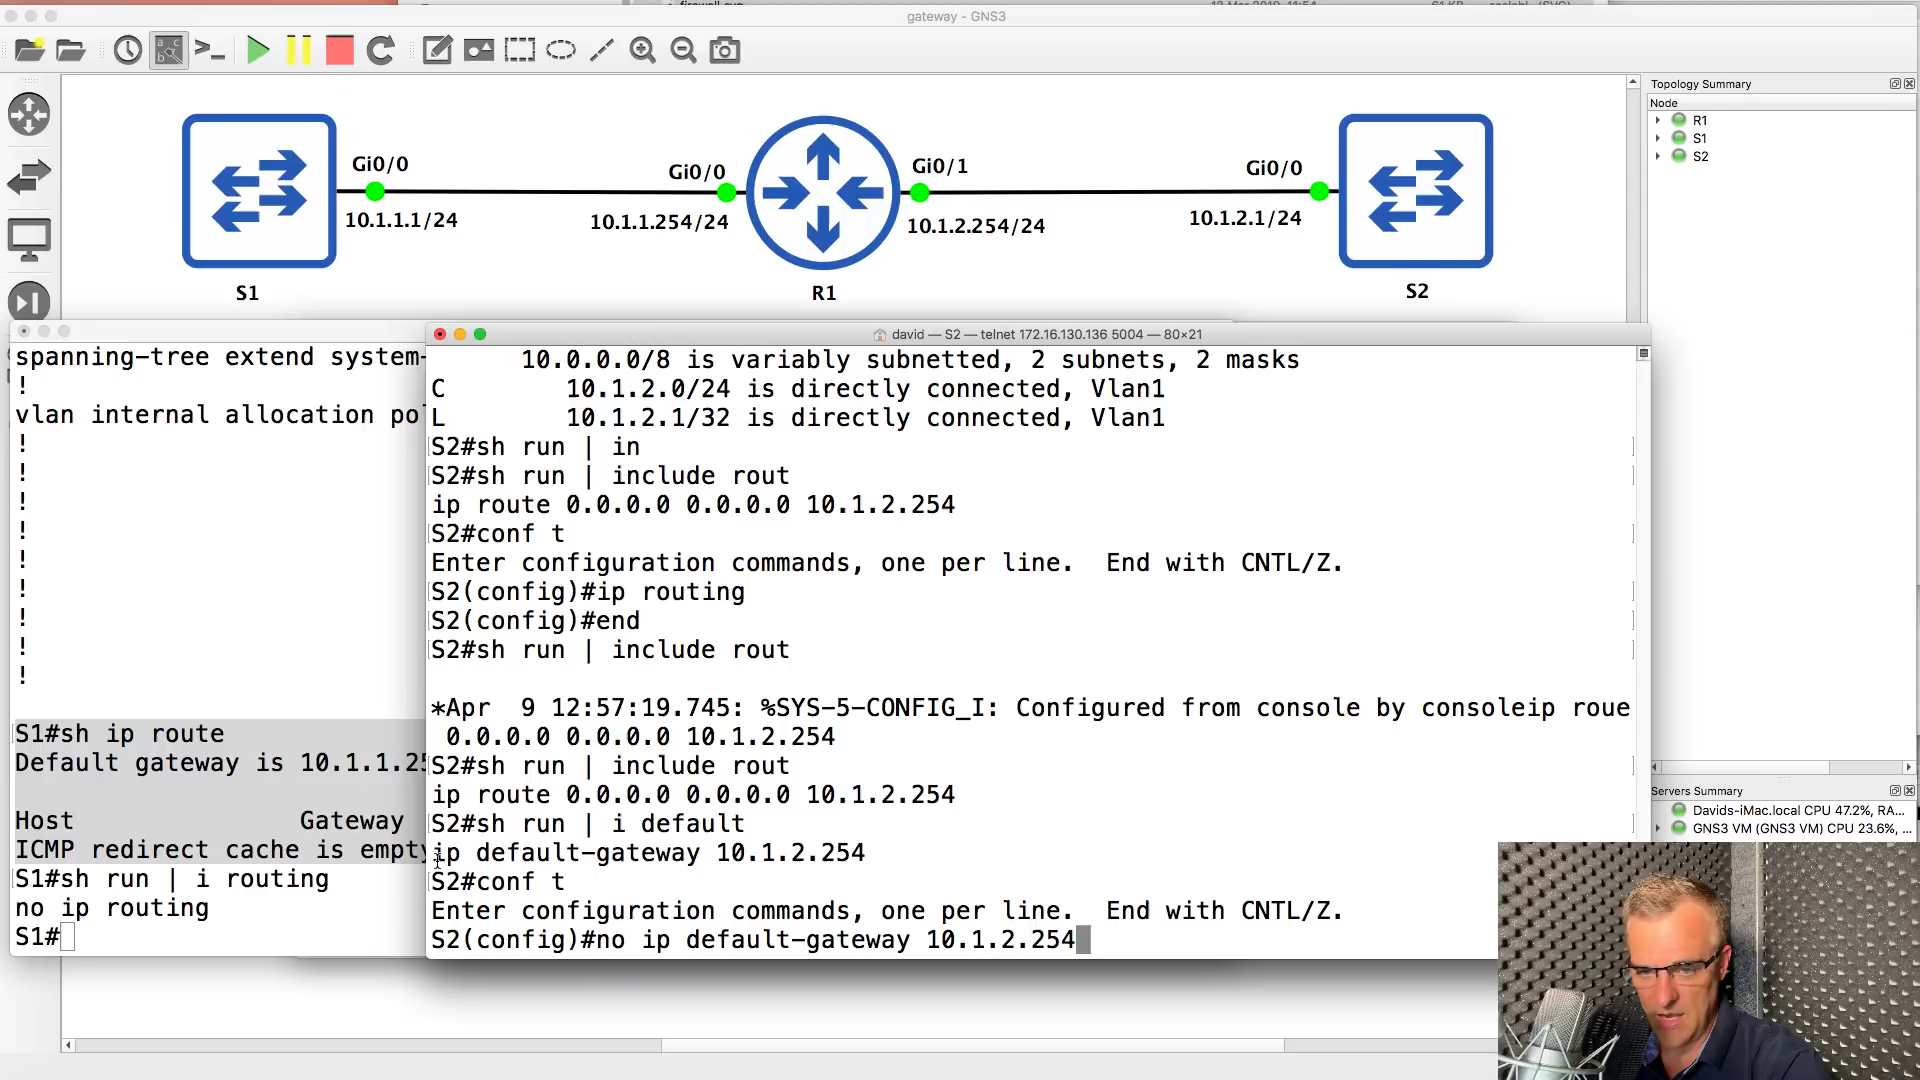 gateway — GNS3
Topology Summary
Node
R1
S1
S2
Gi0/0
10.1.1.1/24
Gi0/0
10.1.1.254/24
Gi0/1
10.1.2.254/24
Gi0/0
10.1.2.1/24
S1
R1
S2
spanning-tree extend system-
!
vlan internal allocation po
!
!
!
!
!
!
!
!
!
S1#sh ip route
Default gateway is 10.1.1.25
Host Gateway
ICMP redirect cache is empty
S1#sh run | i routing
no ip routing
S1#
david — S2 — telnet 172.16.130.136 5004 — 80×21
10.0.0.0/8 is variably subnetted, 2 subnets, 2 masks
C 10.1.2.0/24 is directly connected, Vlan1
L 10.1.2.1/32 is directly connected, Vlan1
S2#sh run | in
S2#sh run | include rout
ip route 0.0.0.0 0.0.0.0 10.1.2.254
S2#conf t
Enter configuration commands, one per line. End with CNTL/Z.
S2(config)#ip routing
S2(config)#end
S2#sh run | include rout
*Apr 9 12:57:19.745: %SYS-5-CONFIG_I: Configured from console by consoleip roue
0.0.0.0 0.0.0.0 10.1.2.254
S2#sh run | include rout
ip route 0.0.0.0 0.0.0.0 10.1.2.254
S2#sh run | i default
ip default-gateway 10.1.2.254
S2#conf t
Enter configuration commands, one per line. End with CNTL/Z.
S2(config)#no ip default-gateway 10.1.2.254
Servers Summary
Davids-iMac.local CPU 47.2%, RA...
GNS3 VM (GNS3 VM) CPU 23.6%, ...